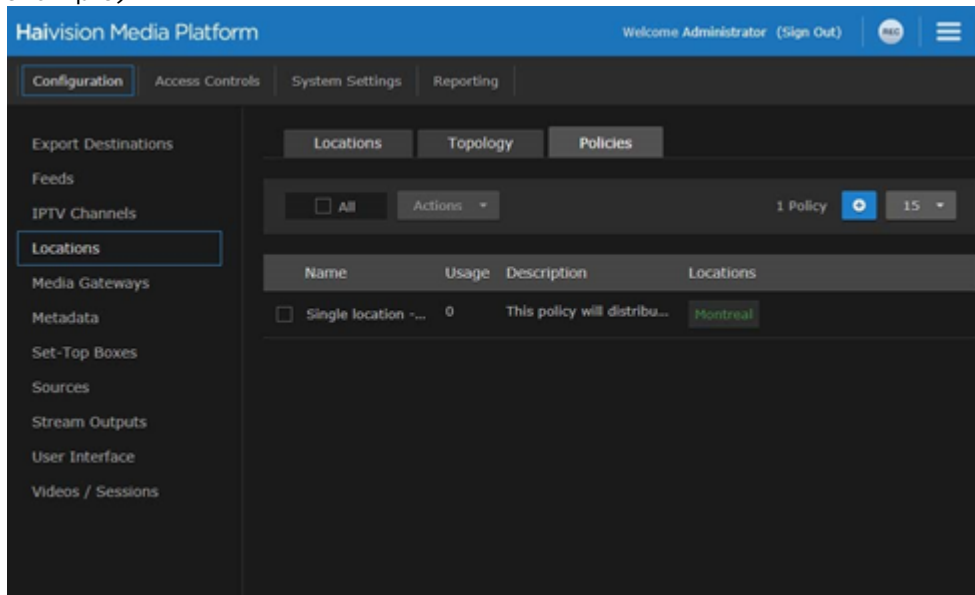 Haivision Media Platform
Welcome Administrator (Sign Out)
REC
Configuration Access Controls System Settings Reporting
Export Destinations
Feeds
IPTV Channels
Locations
Media Gateways
Metadata
Set-Top Boxes
Sources
Stream Outputs
User Interface
Videos / Sessions
Locations Topology Policies
All Actions 1 Policy 15
Name Usage Description Locations
Single location -... 0 This policy will distribu... Montreal